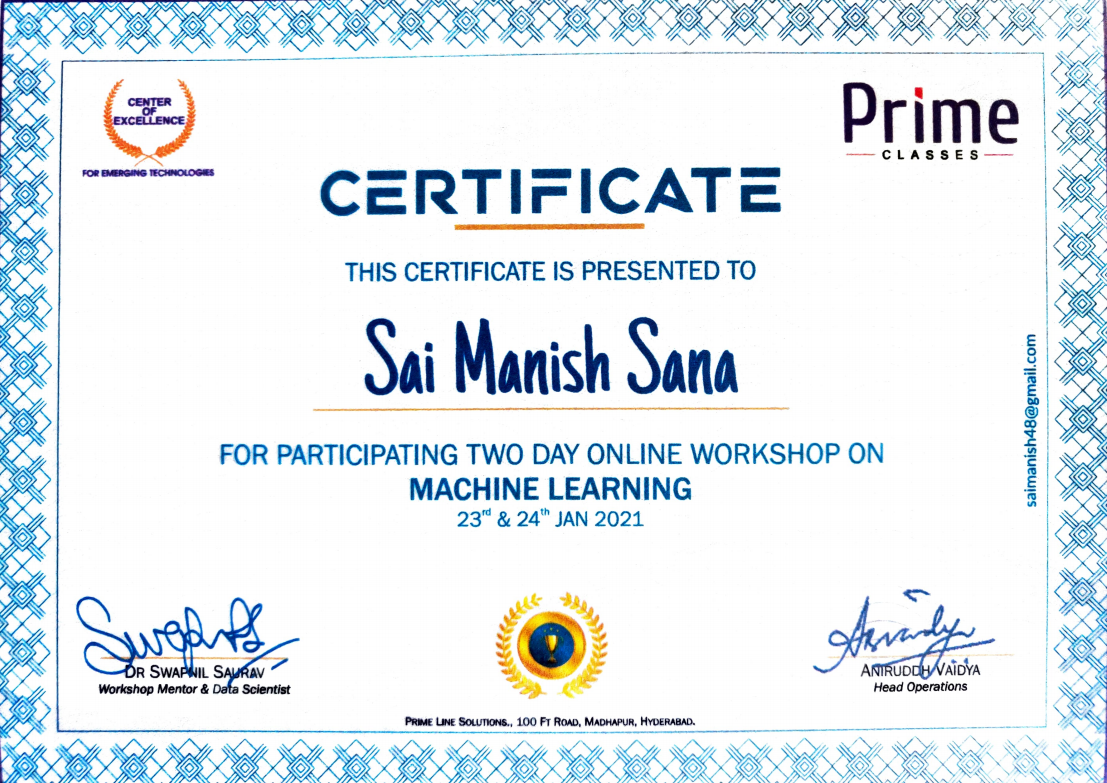 CENTER
OF
EXCELLENCE
FOR EMERGING TECHNOLOGIES
Prime
CLASSES
CERTIFICATE
THIS CERTIFICATE IS PRESENTED TO
Sai Manish Sana
FOR PARTICIPATING TWO DAY ONLINE WORKSHOP ON
MACHINE LEARNING
23rd & 24th JAN 2021
saimanish48@gmail.com
DR SWAPNIL SAURAV
Workshop Mentor & Data Scientist
ANIRUDDH VAIDYA
Head Operations
PRIME LINE SOLUTIONS., 100 FT ROAD, MADHAPUR, HYDERABAD.